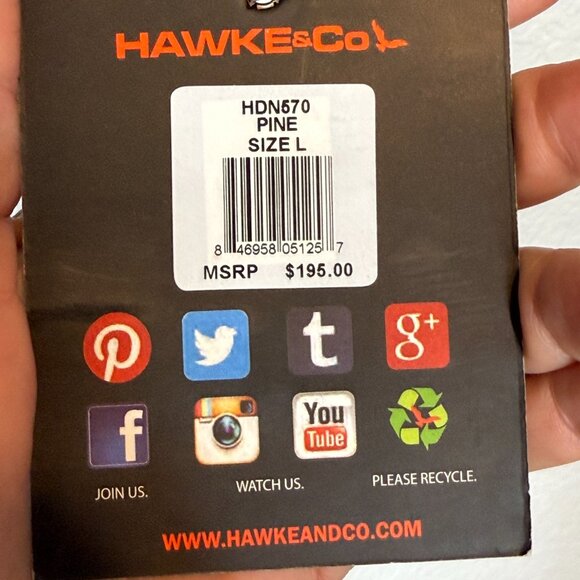 HAWKE&Co
HDN570
PINE
SIZE L
8 46958 05125 7
MSRP $195.00
g+
You
Tube
JOIN US.
WATCH US.
PLEASE RECYCLE.
WWW.HAWKEANDCO.COM